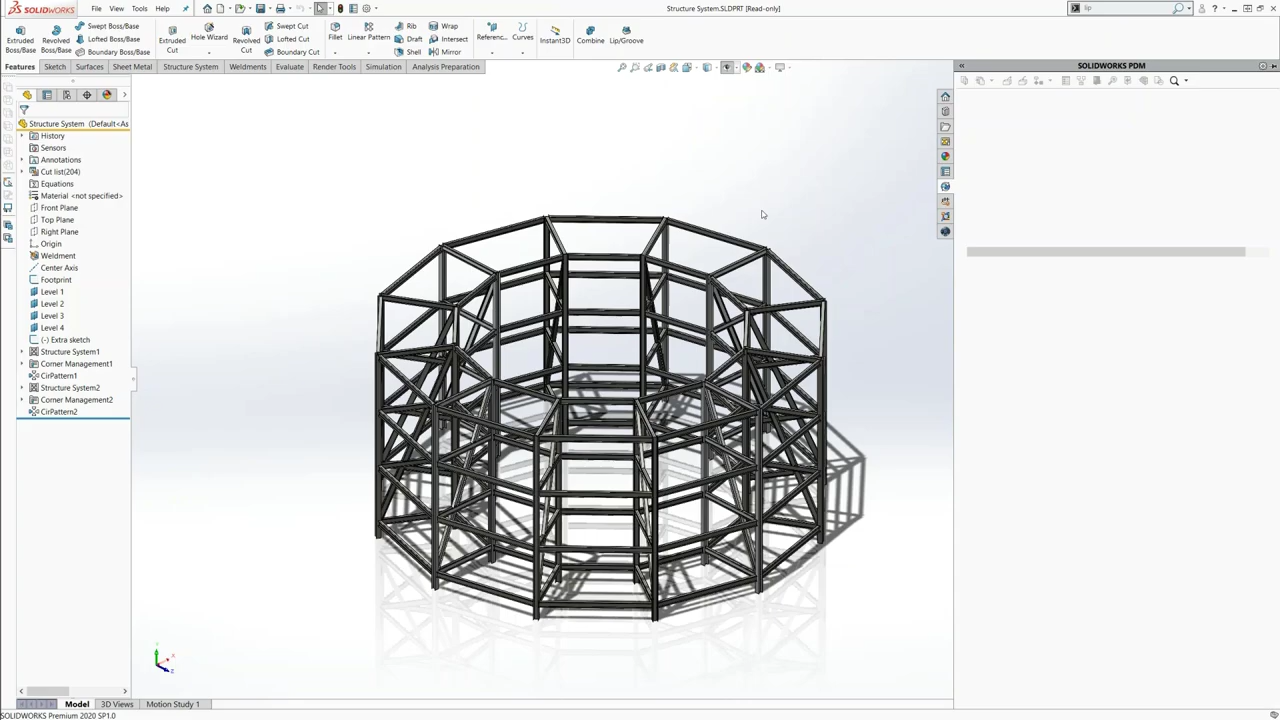 SOLIDWORKS
File
Edit
View
Insert
Tools
Window
Help
Structure System.SLDPRT [Read-only]
lip
Extruded Boss/Base
Revolved Boss/Base
Swept Boss/Base
Lofted Boss/Base
Boundary Boss/Base
Extruded Cut
Hole Wizard
Revolved Cut
Swept Cut
Lofted Cut
Boundary Cut
Fillet
Linear Pattern
Rib
Draft
Shell
Wrap
Intersect
Mirror
Referenc...
Curves
Instant3D
Combine
Lip/Groove
Features
Sketch
Surfaces
Sheet Metal
Structure System
Weldments
Evaluate
Render Tools
Simulation
Analysis Preparation
SOLIDWORKS PDM
Structure System (Default<As
History
Sensors
Annotations
Cut list(204)
Equations
Material <not specified>
Front Plane
Top Plane
Right Plane
Origin
Weldment
Center Axis
Footprint
Level 1
Level 2
Level 3
Level 4
(-) Extra sketch
Structure System1
Corner Management1
CirPattern1
Structure System2
Corner Management2
CirPattern2
Model
3D Views
Motion Study 1
SOLIDWORKS Premium 2020 SP1.0